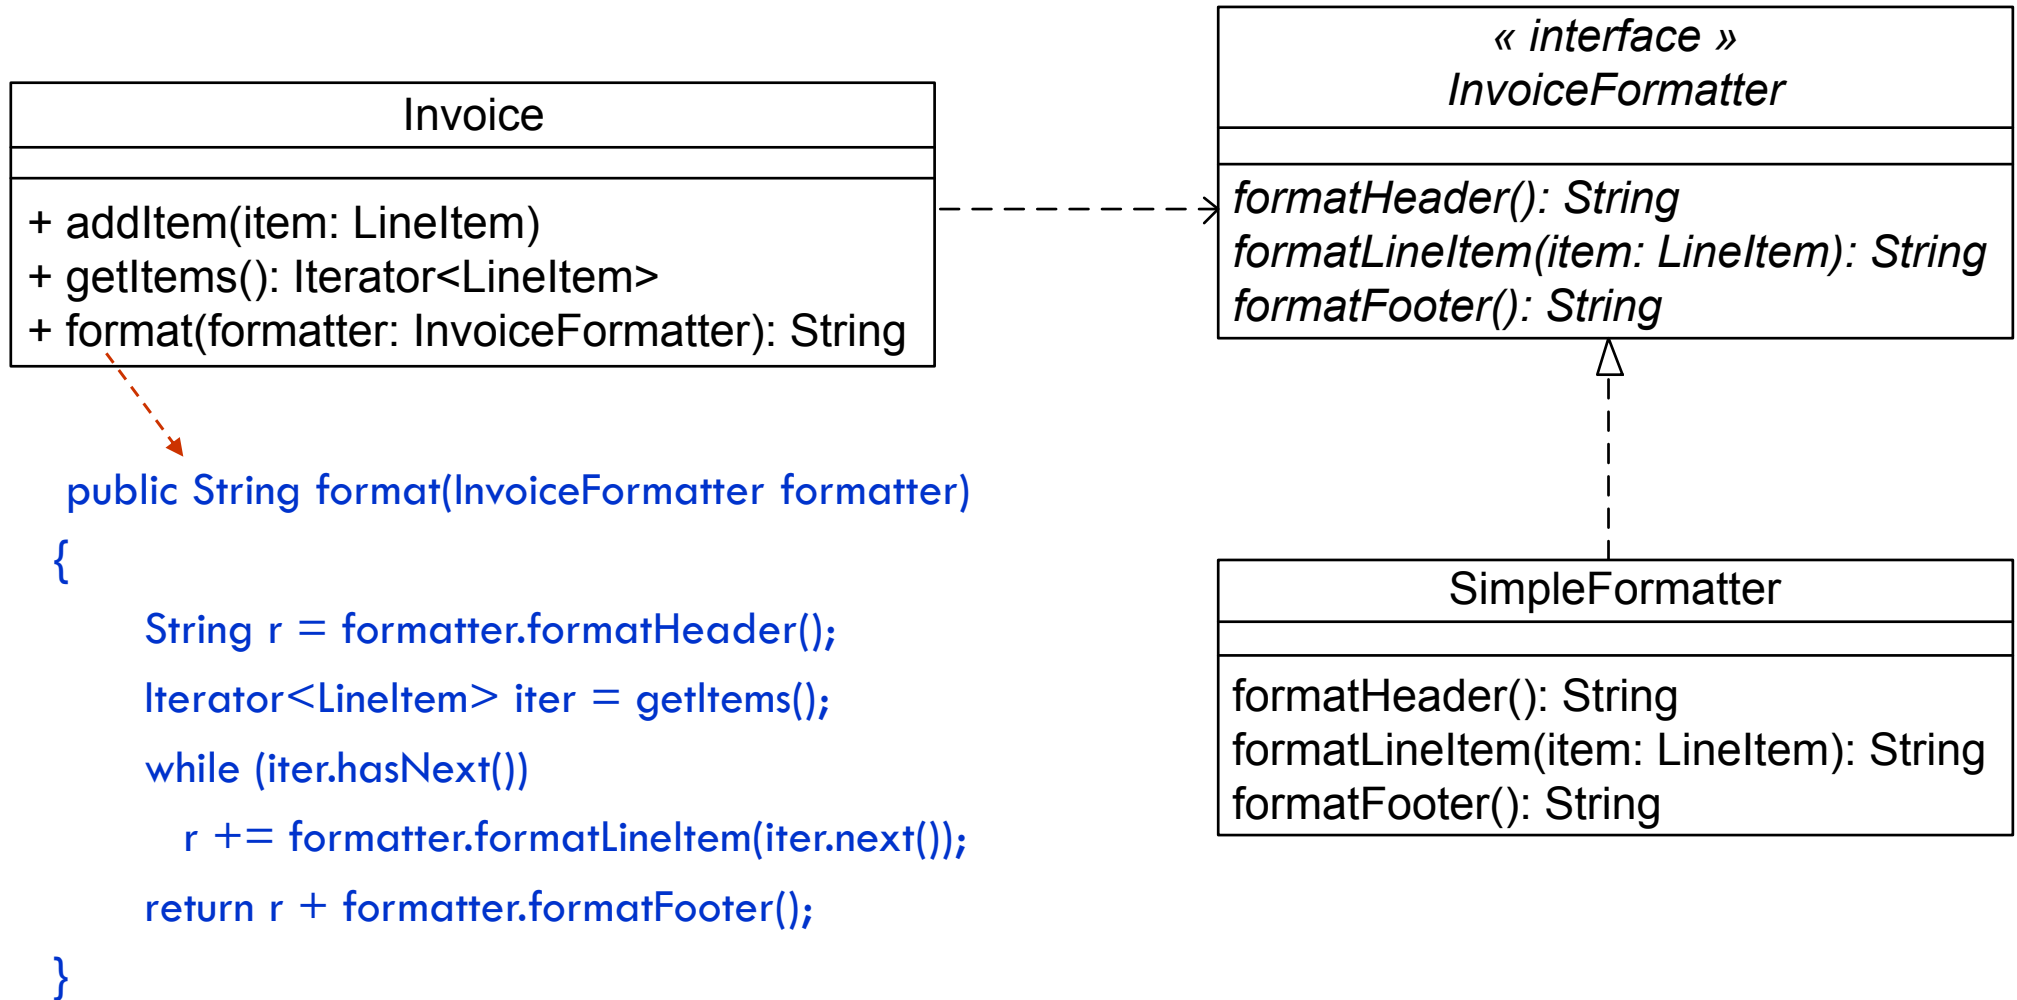 Invoice
+ addItem(item: LineItem)
+ getItems(): Iterator<LineItem>
+ format(formatter: InvoiceFormatter): String
« interface »
InvoiceFormatter
formatHeader(): String
formatLineItem(item: LineItem): String
formatFooter(): String
public String format(InvoiceFormatter formatter)
{
String r = formatter.formatHeader();
Iterator<LineItem> iter = getItems();
while (iter.hasNext())
r += formatter.formatLineItem(iter.next());
return r + formatter.formatFooter();
}
SimpleFormatter
formatHeader(): String
formatLineItem(item: LineItem): String
formatFooter(): String